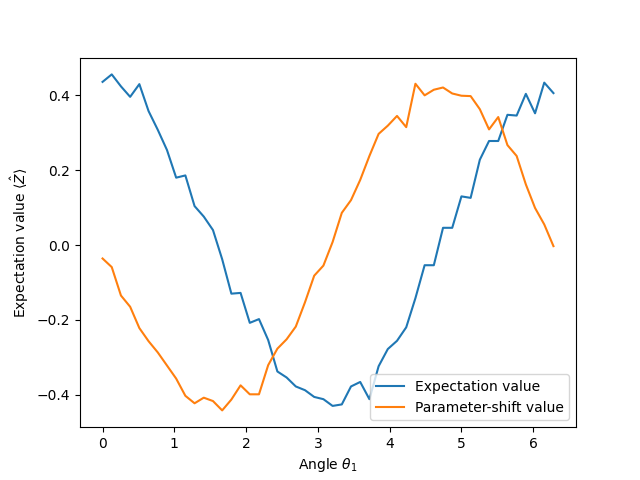 Expectation value ⟨Ẑ⟩
0.4
0.2
0.0
−0.2
−0.4
Expectation value
Parameter-shift value
0 1 2 3 4 5 6
Angle θ₁